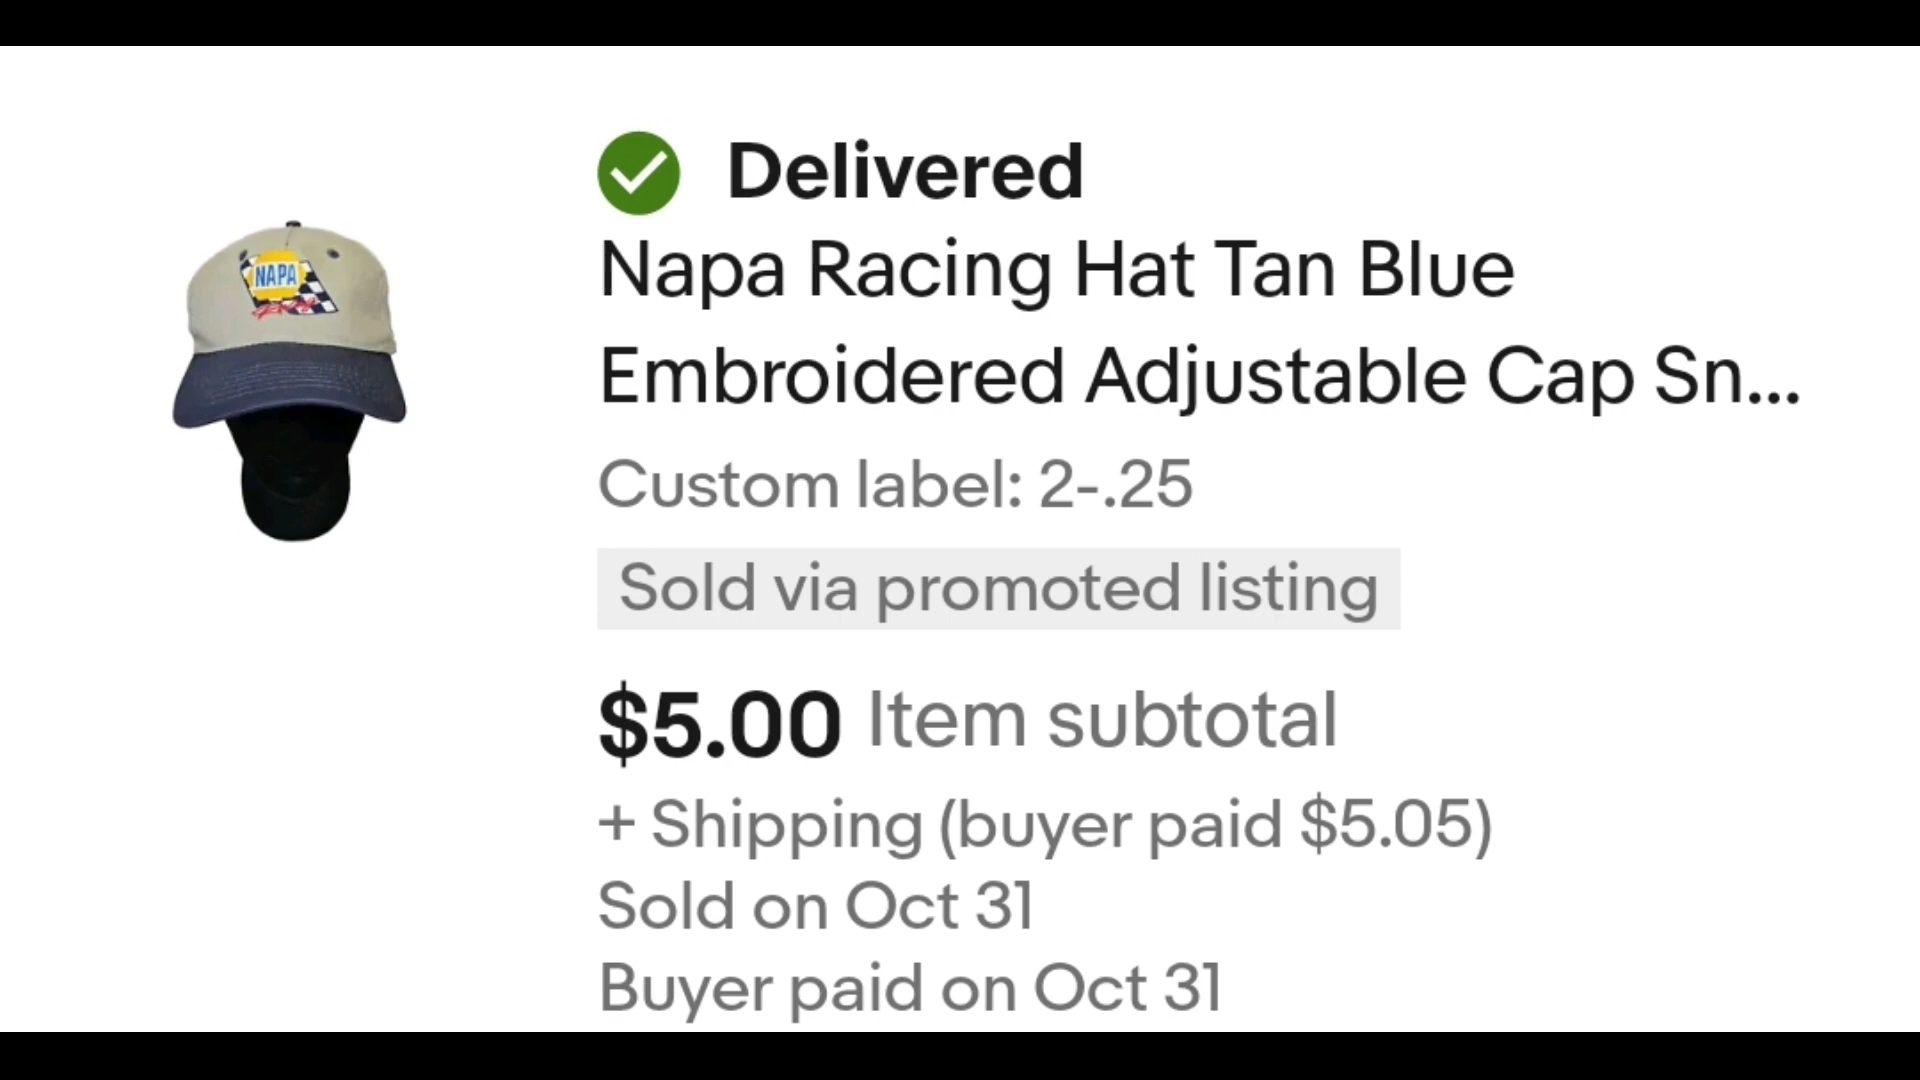 Delivered
Napa Racing Hat Tan Blue
Embroidered Adjustable Cap Sn...
Custom label: 2-.25
Sold via promoted listing
$5.00 Item subtotal
+ Shipping (buyer paid $5.05)
Sold on Oct 31
Buyer paid on Oct 31
NAPA